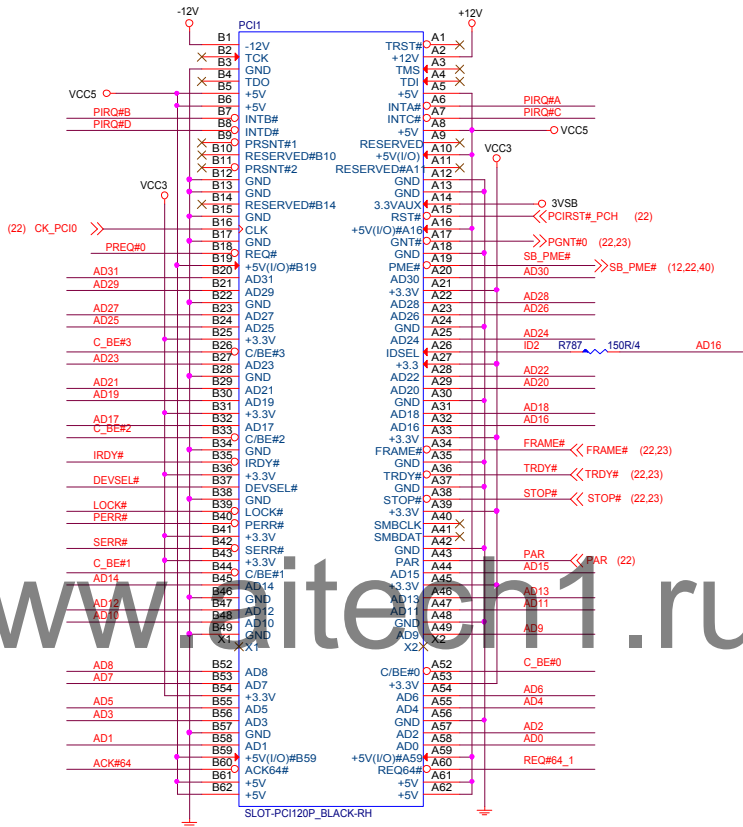 -12V +12V
PCI1
B1 -12V TRST# A1
B2 TCK +12V A2
B3 GND TMS A3
B4 TDO TDI A4
VCC5 B5 +5V +5V A5
B6 +5V INTA# A6 PIRQ#A
PIRQ#B B7 INTB# INTC# A7 PIRQ#C
PIRQ#D B8 INTD# +5V A8 VCC5
B9 PRSNT#1 RESERVED A9
B10 RESERVED#B10 +5V(I/O) A10
B11 PRSNT#2 RESERVED#A11 A11 VCC3
B12 GND GND A12
B13 GND GND A13
VCC3 B14 RESERVED#B14 3.3VAUX A14 3VSB
B15 GND RST# A15 PCIRST#_PCH (22)
(22) CK_PCI0 B16 CLK +5V(I/O)#A16 A16
B17 GND GNT# A17 PGNT#0 (22,23)
PREQ#0 B18 REQ# GND A18 SB_PME#
B19 +5V(I/O)#B19 PME# A19 SB_PME# (12,22,40)
AD31 B20 AD31 AD30 A20 AD30
AD29 B21 AD29 +3.3V A21
B22 GND AD28 A22 AD28
AD27 B23 AD27 AD26 A23 AD26
AD25 B24 AD25 GND A24
B25 +3.3V AD24 A25 AD24
C_BE#3 B26 C/BE#3 IDSEL A26 ID2 R787 150R/4 AD16
AD23 B27 AD23 +3.3 A27
B28 GND AD22 A28 AD22
AD21 B29 AD21 AD20 A29 AD20
AD19 B30 AD19 GND A30
B31 +3.3V AD18 A31 AD18
AD17 B32 AD17 AD16 A32 AD16
C_BE#2 B33 C/BE#2 +3.3V A33
B34 GND FRAME# A34 FRAME# FRAME# (22,23)
IRDY# B35 IRDY# GND A35
B36 +3.3V TRDY# A36 TRDY# TRDY# (22,23)
DEVSEL# B37 DEVSEL# GND A37
B38 GND STOP# A38 STOP# STOP# (22,23)
LOCK# B39 LOCK# +3.3V A39
PERR# B40 PERR# SMBCLK A40
B41 +3.3V SMBDAT A41
SERR# B42 SERR# GND A42
B43 +3.3V PAR A43 PAR PAR (22)
C_BE#1 B44 C/BE#1 AD15 A44 AD15
AD14 B45 AD14 +3.3V A45
B46 GND AD13 A46 AD13
AD12 B47 AD12 AD11 A47 AD11
AD10 B48 AD10 GND A48
B49 GND AD9 A49 AD9
X1 X1 X2 X2
www.aitech1.ru
AD8 B52 AD8 C/BE#0 A52 C_BE#0
AD7 B53 AD7 +3.3V A53
B54 +3.3V AD6 A54 AD6
AD5 B55 AD5 AD4 A55 AD4
AD3 B56 AD3 GND A56
B57 GND AD2 A57 AD2
AD1 B58 AD1 AD0 A58 AD0
B59 +5V(I/O)#B59 +5V(I/O)#A59 A59
ACK#64 B60 ACK64# REQ64# A60 REQ#64_1
B61 +5V +5V A61
B62 +5V +5V A62
SLOT-PCI120P_BLACK-RH